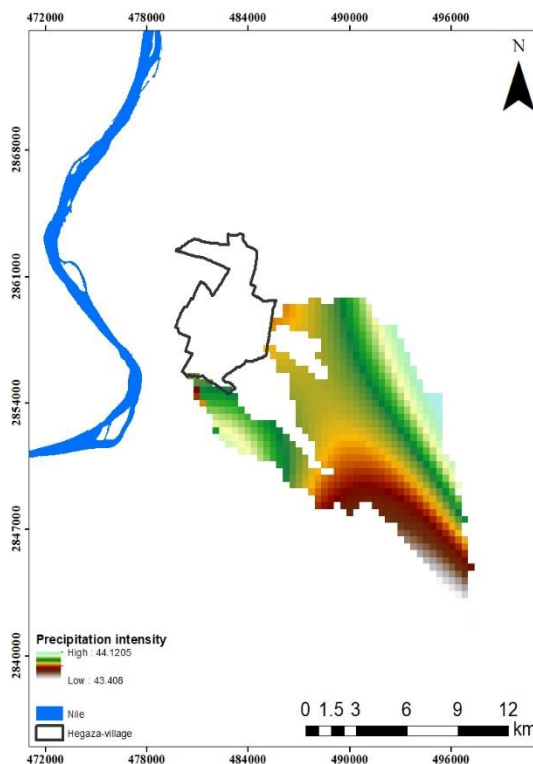 472000 478000 484000 490000 496000
N
2868000
2861000
2854000
2847000
2840000
Precipitation intensity
High : 44.1205
Low : 43.408
Nile
Hegaza-village
0 1.5 3 6 9 12
km
472000 478000 484000 490000 496000